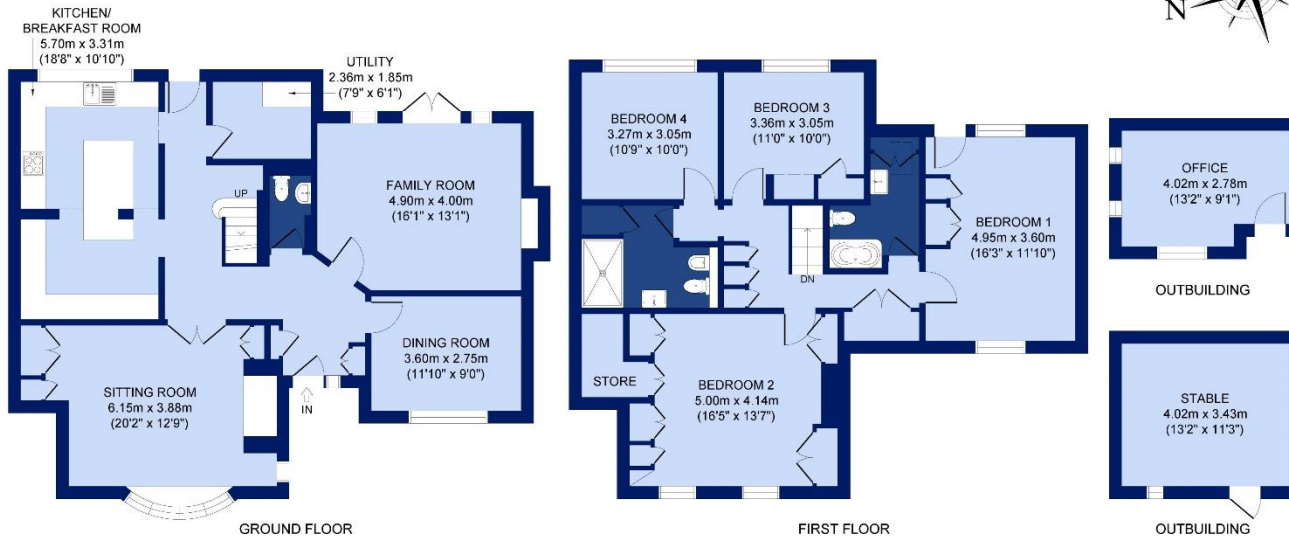 KITCHEN/
BREAKFAST ROOM
5.70m x 3.31m
(18'8" x 10'10")
UTILITY
2.36m x 1.85m
(7'9" x 6'1")
UP
FAMILY ROOM
4.90m x 4.00m
(16'1" x 13'1")
DINING ROOM
3.60m x 2.75m
(11'10" x 9'0")
SITTING ROOM
6.15m x 3.88m
(20'2" x 12'9")
IN
GROUND FLOOR
BEDROOM 4
3.27m x 3.05m
(10'9" x 10'0")
BEDROOM 3
3.36m x 3.05m
(11'0" x 10'0")
BEDROOM 1
4.95m x 3.60m
(16'3" x 11'10")
DN
STORE
BEDROOM 2
5.00m x 4.14m
(16'5" x 13'7")
FIRST FLOOR
N
OFFICE
4.02m x 2.78m
(13'2" x 9'1")
OUTBUILDING
STABLE
4.02m x 3.43m
(13'2" x 11'3")
OUTBUILDING